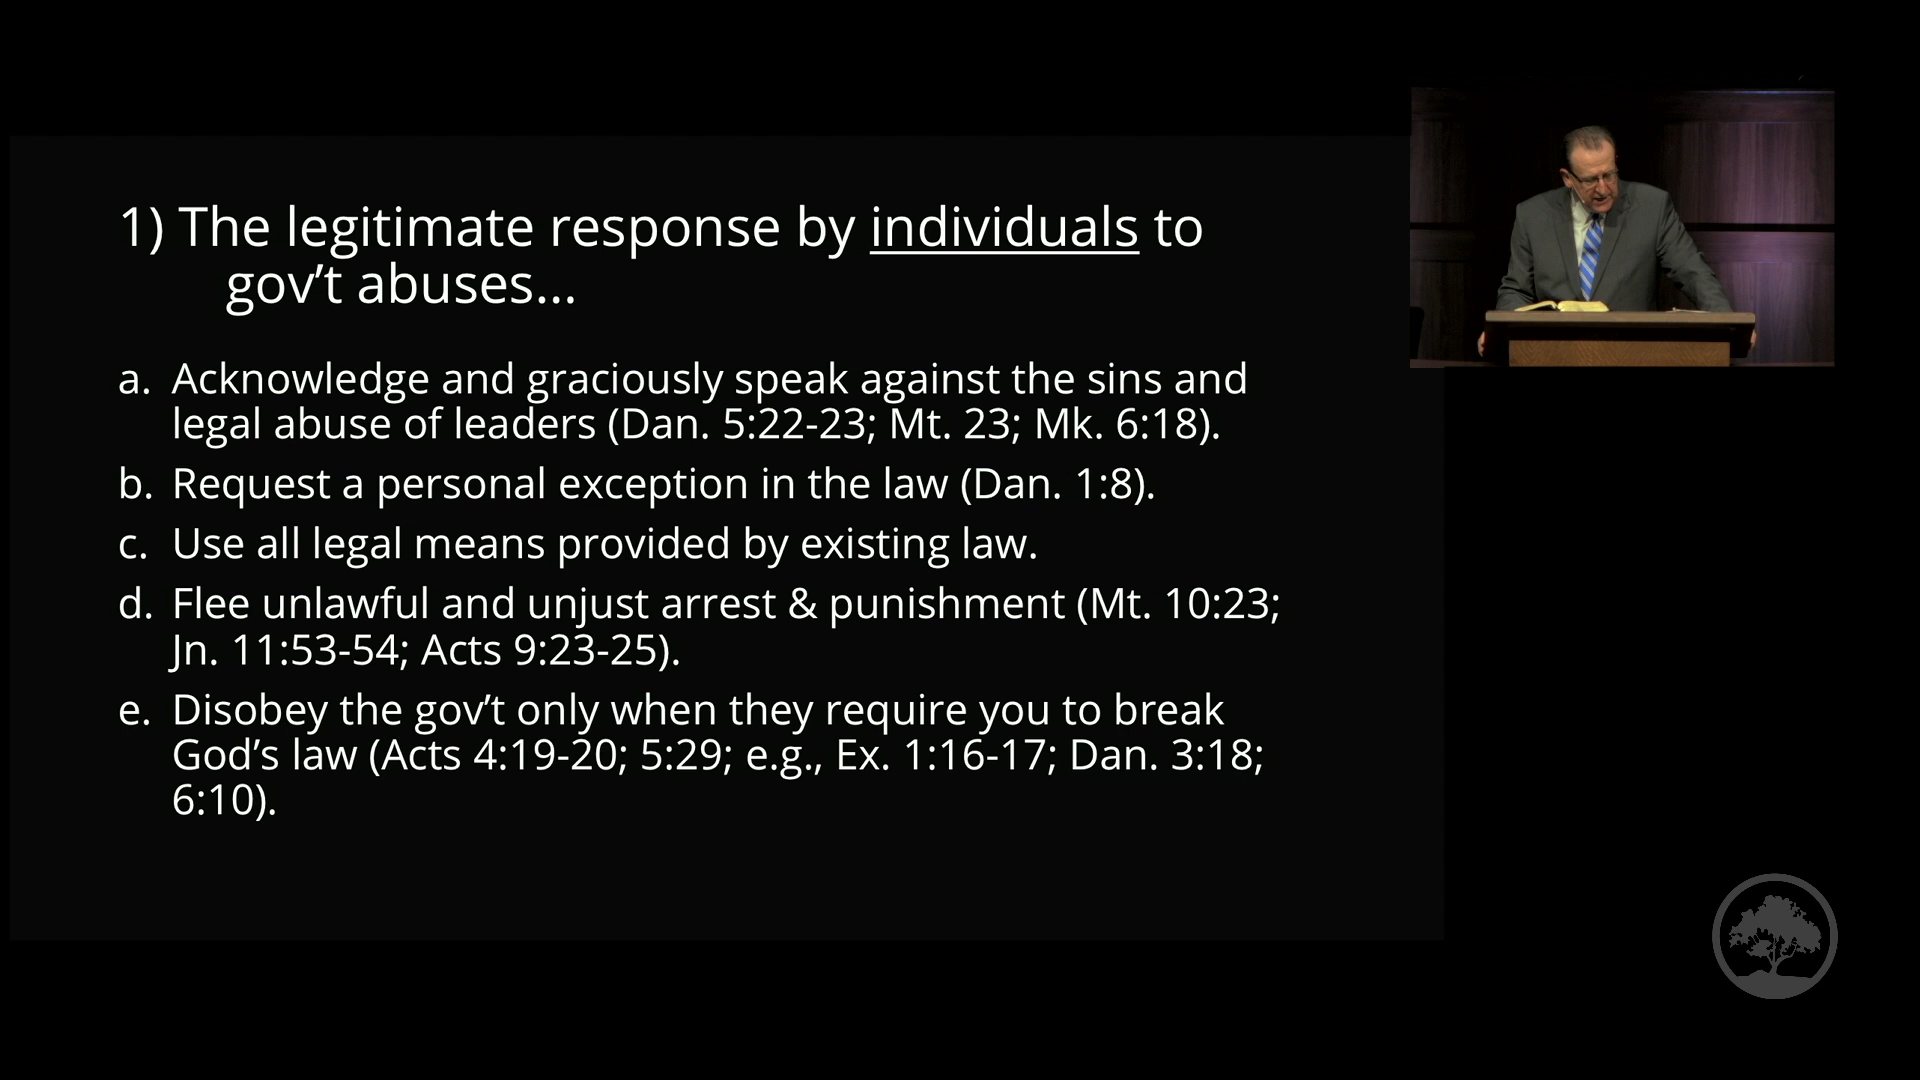 1) The legitimate response by individuals to
gov’t abuses…
a. Acknowledge and graciously speak against the sins and
legal abuse of leaders (Dan. 5:22-23; Mt. 23; Mk. 6:18).
b. Request a personal exception in the law (Dan. 1:8).
c. Use all legal means provided by existing law.
d. Flee unlawful and unjust arrest & punishment (Mt. 10:23;
Jn. 11:53-54; Acts 9:23-25).
e. Disobey the gov’t only when they require you to break
God’s law (Acts 4:19-20; 5:29; e.g., Ex. 1:16-17; Dan. 3:18;
6:10).